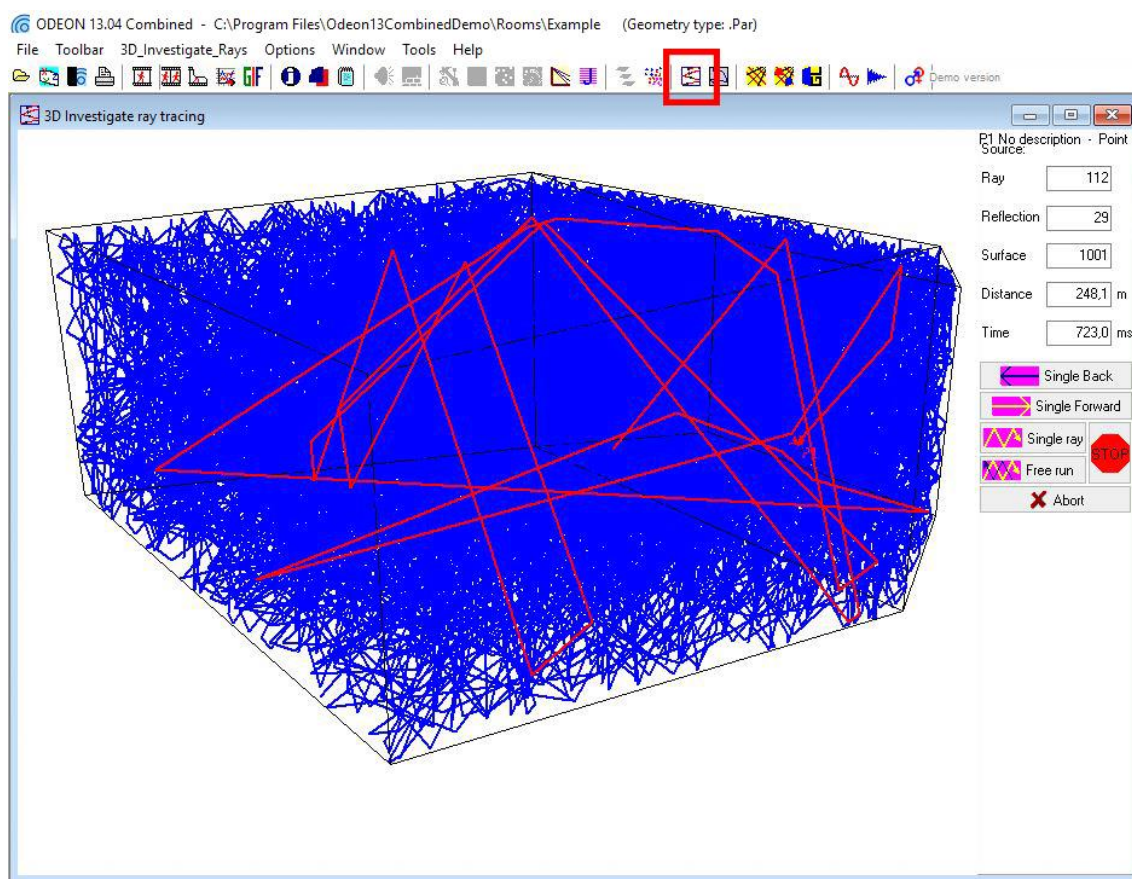 ODEON 13.04 Combined - C:\Program Files\Odeon13CombinedDemo\Rooms\Example (Geometry type: .Par)
File Toolbar 3D_Investigate_Rays Options Window Tools Help
GIF Demo version
3D Investigate ray tracing
P1 No description - Point
Source:
Ray 112
Reflection 29
Surface 1001
Distance 248,1 m
Time 723,0 ms
Single Back
Single Forward
Single ray
STOP
Free run
Abort